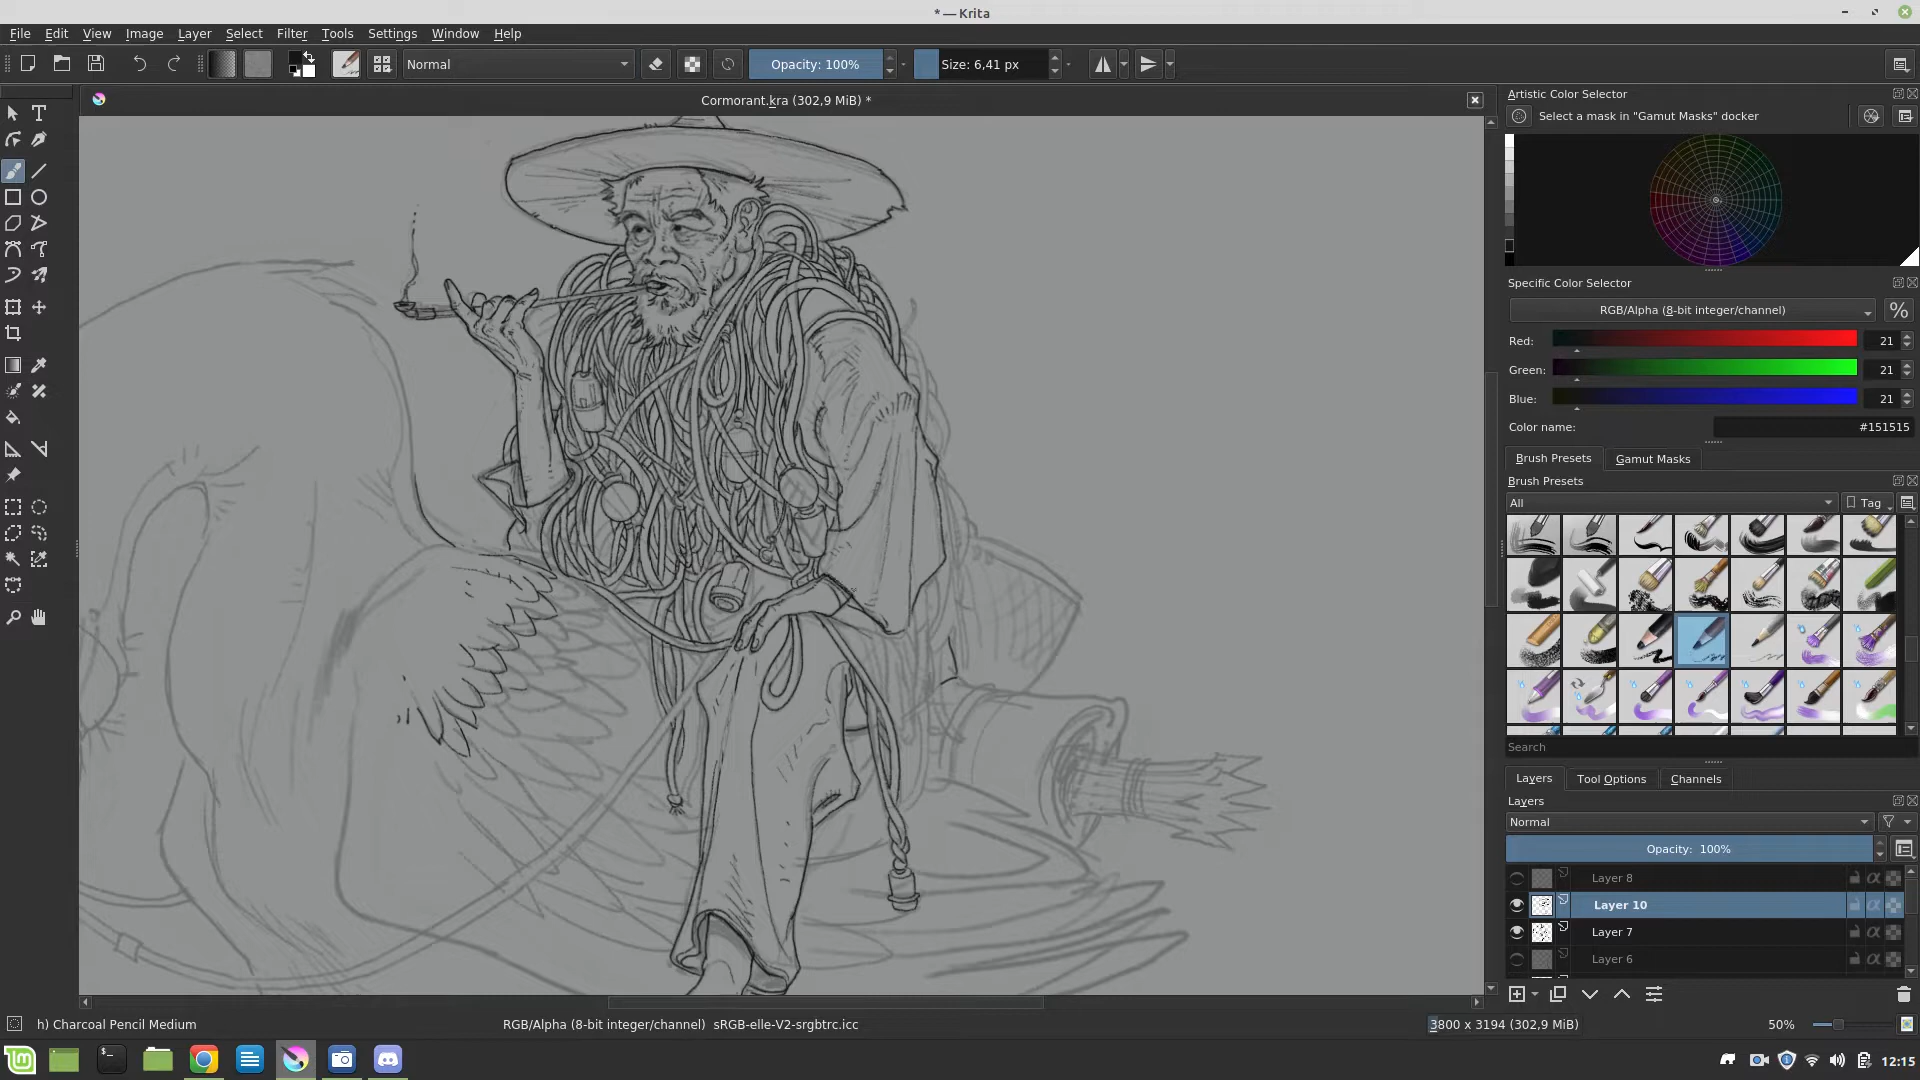 * — Krita
File Edit View Image Layer Select Filter Tools Settings Window Help
Normal Opacity: 100% Size: 6,41 px
Cormorant.kra (302,9 MiB) *
Artistic Color Selector
Select a mask in "Gamut Masks" docker
Specific Color Selector
RGB/Alpha (8-bit integer/channel) %
Red: 21
Green: 21
Blue: 21
Color name: #151515
Brush Presets Gamut Masks
Brush Presets
All Tag
Search
Layers Tool Options Channels
Layers
Normal
Opacity: 100%
Layer 8
Layer 10
Layer 7
Layer 6
h) Charcoal Pencil Medium RGB/Alpha (8-bit integer/channel) sRGB-elle-V2-srgbtrc.icc 3800 x 3194 (302,9 MiB) 50%
12:15